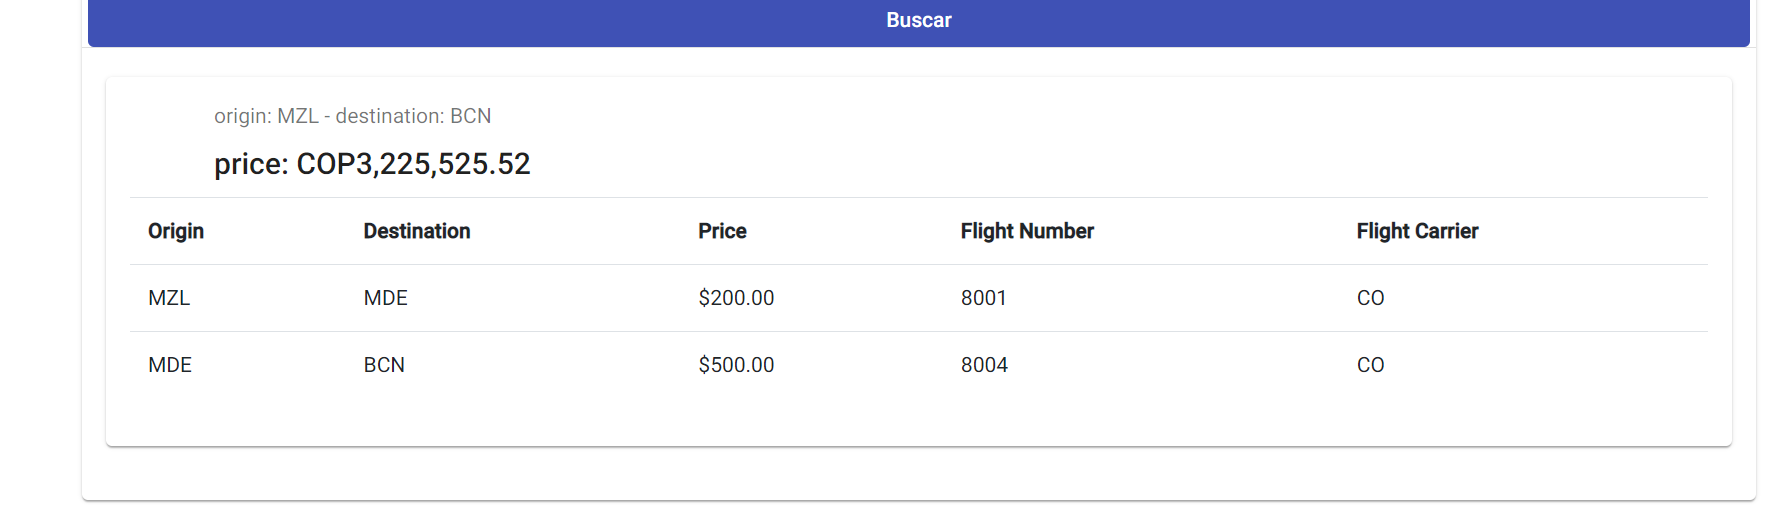 Buscar
origin: MZL - destination: BCN
price: COP3,225,525.52
Origin Destination Price Flight Number Flight Carrier
MZL MDE $200.00 8001 CO
MDE BCN $500.00 8004 CO